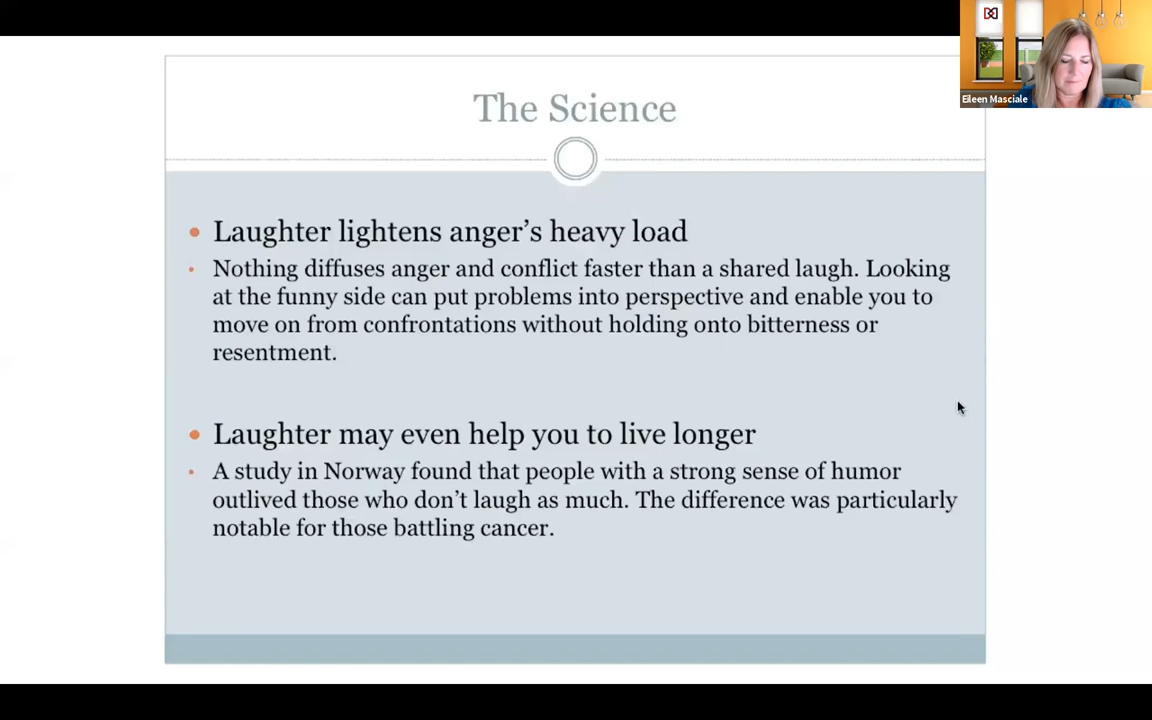 The Science
Eileen Masciale
• Laughter lightens anger’s heavy load
• Nothing diffuses anger and conflict faster than a shared laugh. Looking
at the funny side can put problems into perspective and enable you to
move on from confrontations without holding onto bitterness or
resentment.
• Laughter may even help you to live longer
• A study in Norway found that people with a strong sense of humor
outlived those who don’t laugh as much. The difference was particularly
notable for those battling cancer.